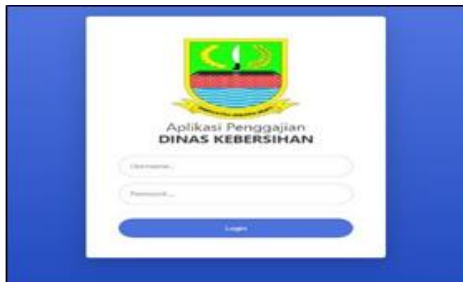 Aplikasi Penggajian
DINAS KEBERSIHAN
Username...
Password...
Login